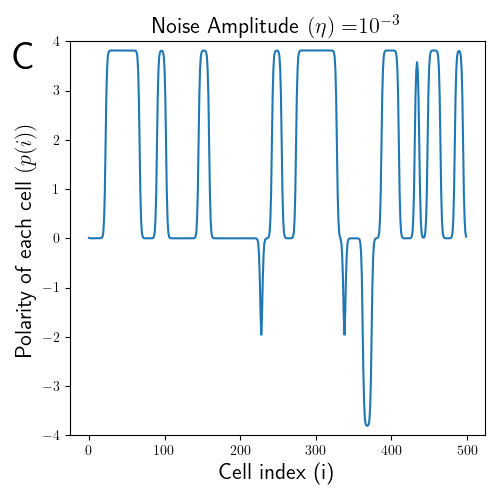 C
Noise Amplitude (η) =10⁻³
Polarity of each cell (p(i))
4
3
2
1
0
−1
−2
−3
−4
0 100 200 300 400 500
Cell index (i)